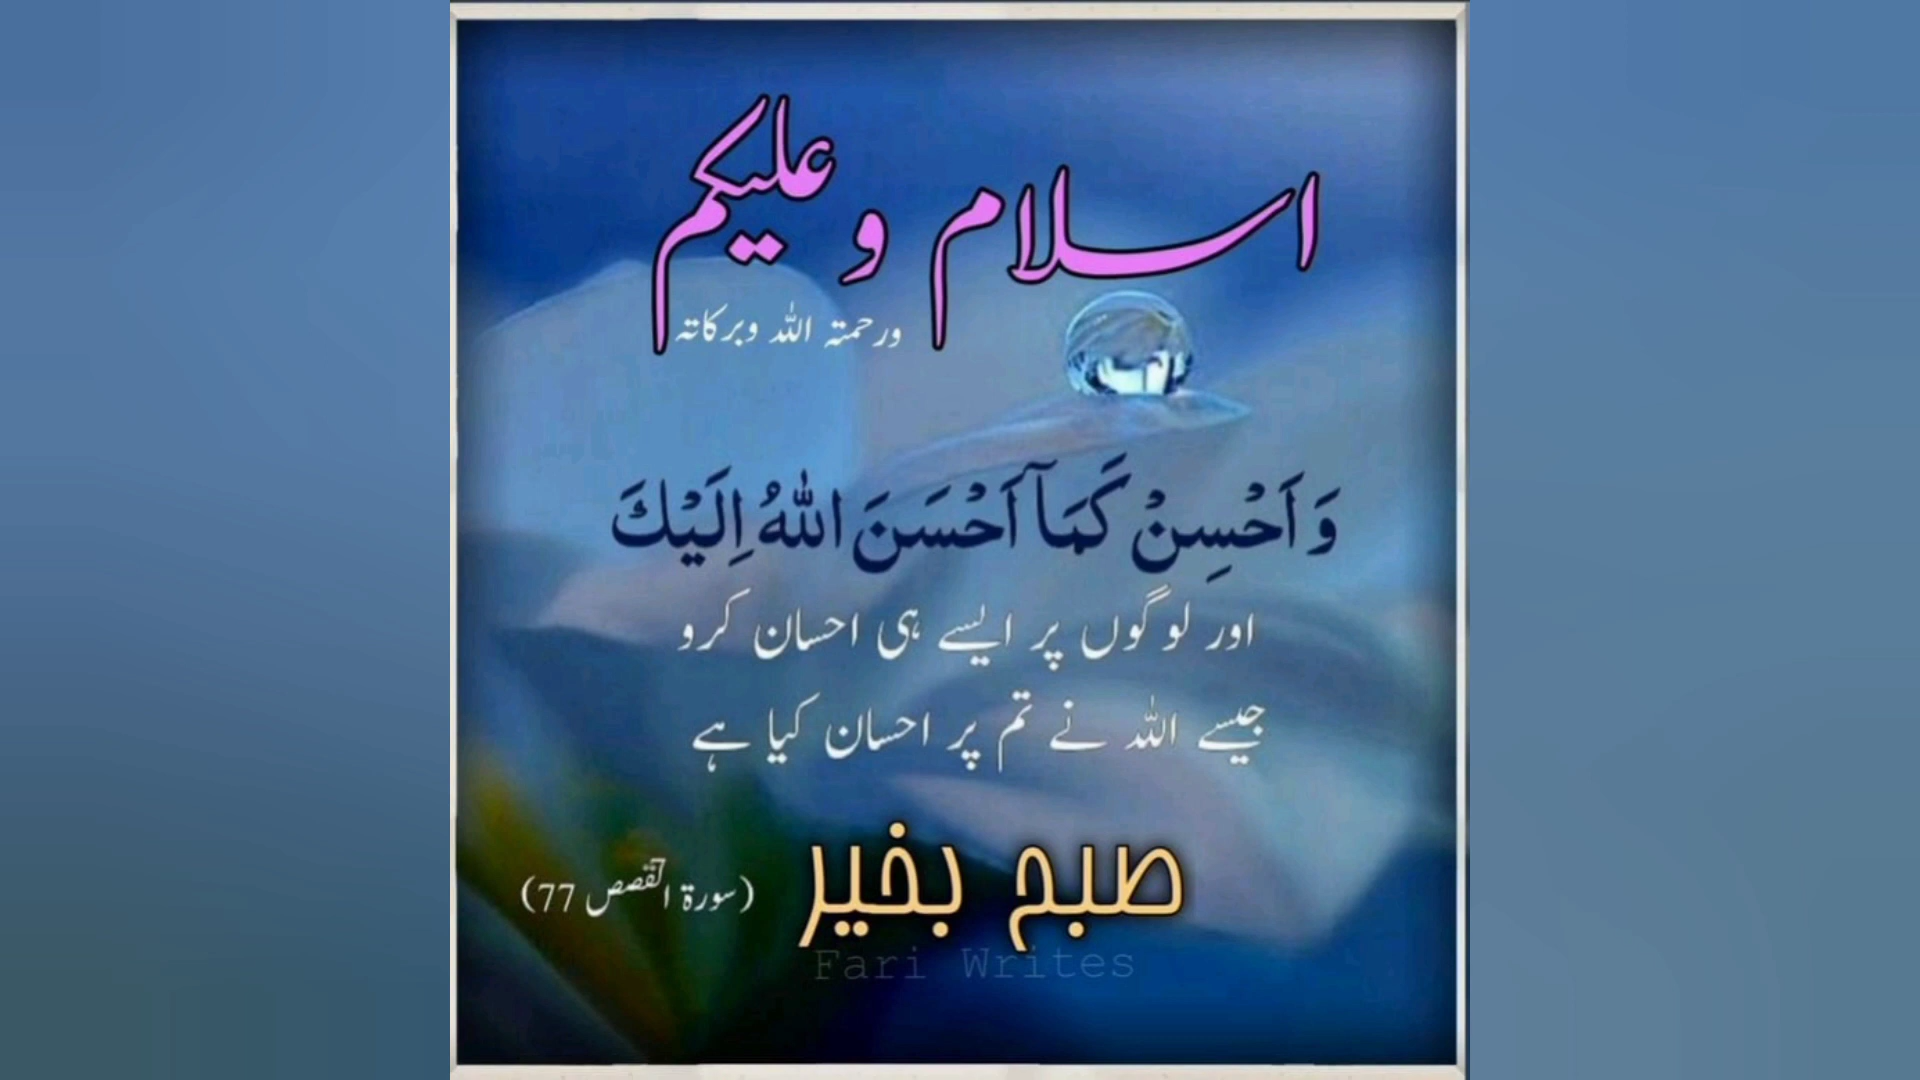 اسلام و علیکم
ورحمتہ اللہ وبرکاتہ
وَ اَحْسِنْ كَمَاۤ اَحْسَنَ اللّٰهُ اِلَیْكَ
اور لوگوں پر ایسے ہی احسان کرو
جیسے اللہ نے تم پر احسان کیا ہے
صبح بخیر
(سورۃ القصص 77)
Fari Writes